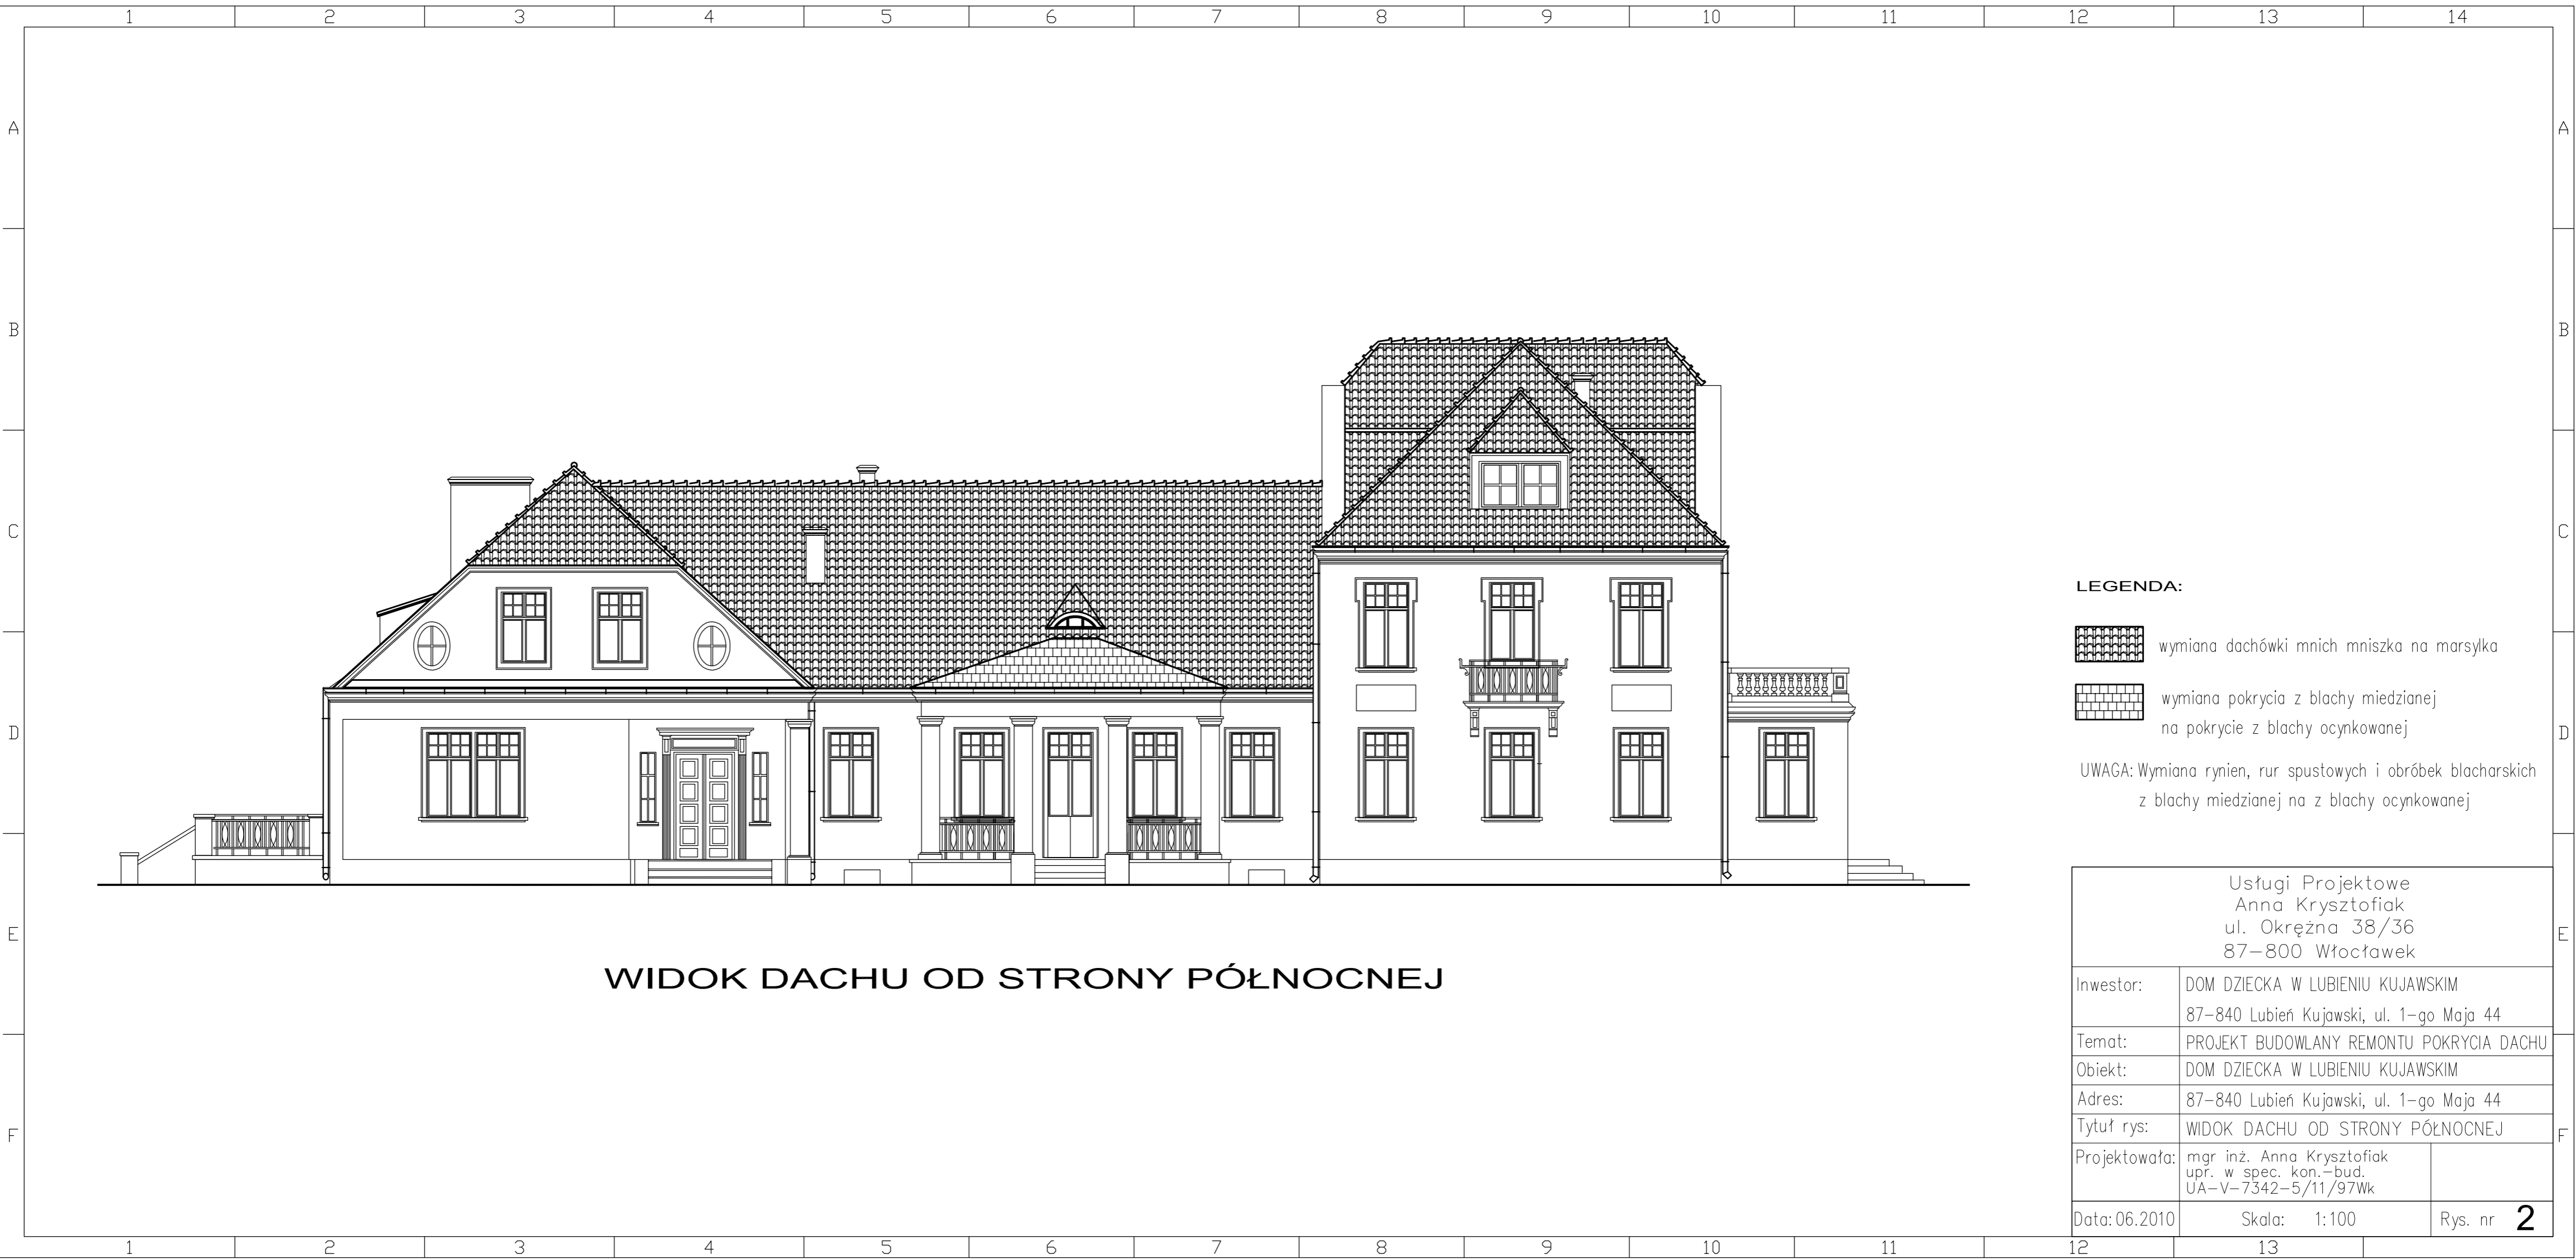 1 2 3 4 5 6 7 8 9 10 11 12 13 14
A A
B B
C C
LEGENDA:
wymiana dachówki mnich mniszka na marsylka
wymiana pokrycia z blachy miedzianej
na pokrycie z blachy ocynkowanej
D D
UWAGA: Wymiana rynien, rur spustowych i obróbek blacharskich
z blachy miedzianej na z blachy ocynkowanej
Usługi Projektowe
Anna Krysztofiak
ul. Okrężna 38/36
87-800 Włocławek
E E
WIDOK DACHU OD STRONY PÓŁNOCNEJ
Inwestor: DOM DZIECKA W LUBIENIU KUJAWSKIM
87-840 Lubień Kujawski, ul. 1-go Maja 44
Temat: PROJEKT BUDOWLANY REMONTU POKRYCIA DACHU
Obiekt: DOM DZIECKA W LUBIENIU KUJAWSKIM
Adres: 87-840 Lubień Kujawski, ul. 1-go Maja 44
Tytuł rys: WIDOK DACHU OD STRONY PÓŁNOCNEJ
F F
Projektowała: mgr inż. Anna Krysztofiak
upr. w spec. kon.-bud.
UA-V-7342-5/11/97Wk
Data: 06.2010 Skala: 1:100 Rys. nr 2
1 2 3 4 5 6 7 8 9 10 11 12 13